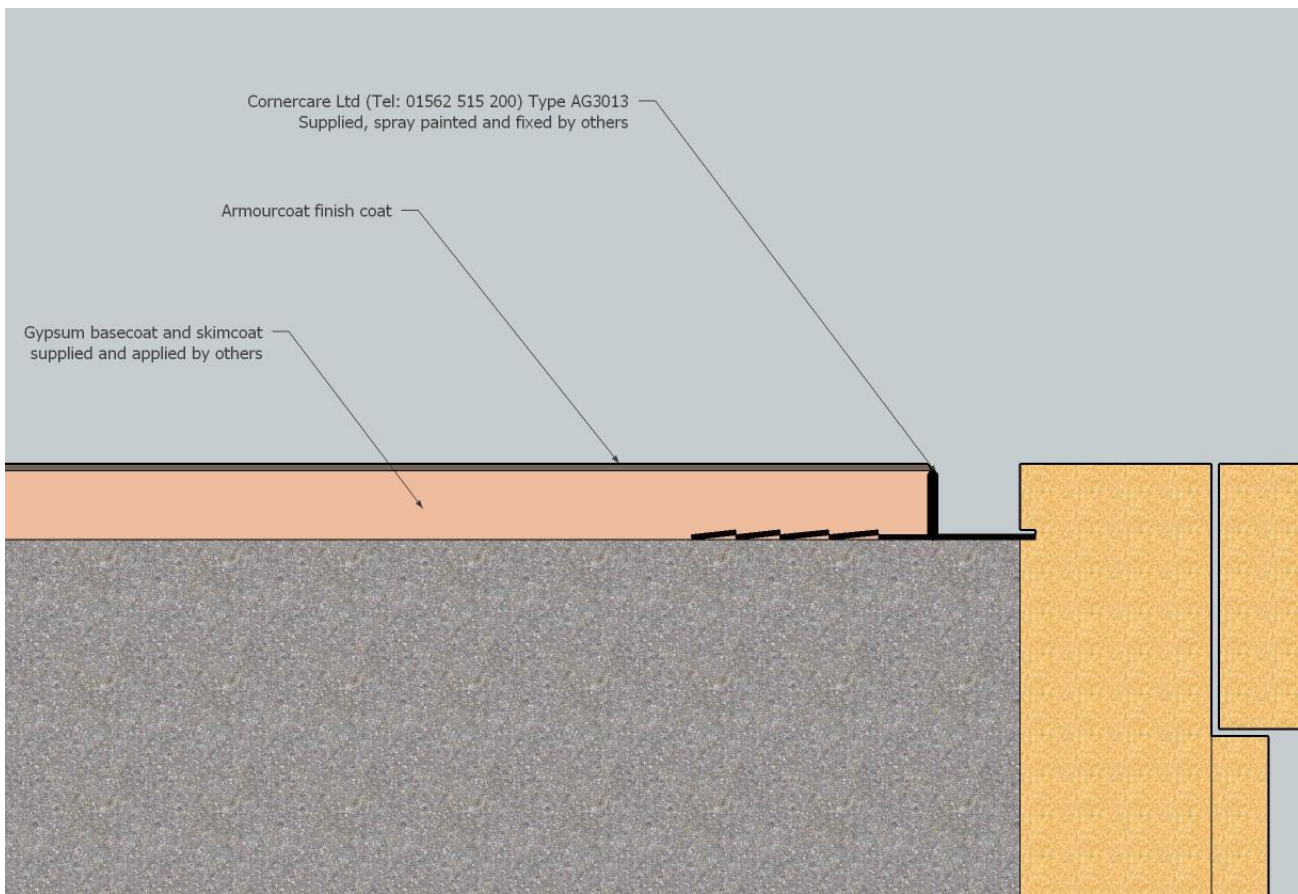 Cornercare Ltd (Tel: 01562 515 200) Type AG3013
Supplied, spray painted and fixed by others
Armourcoat finish coat
Gypsum basecoat and skimcoat
supplied and applied by others